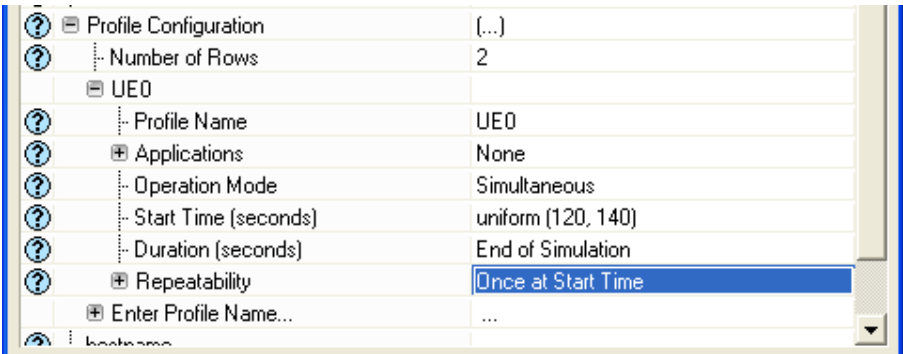 Profile Configuration (...)
Number of Rows 2
UE0
Profile Name UE0
Applications None
Operation Mode Simultaneous
Start Time (seconds) uniform (120, 140)
Duration (seconds) End of Simulation
Repeatability Once at Start Time
Enter Profile Name... ...
hostname